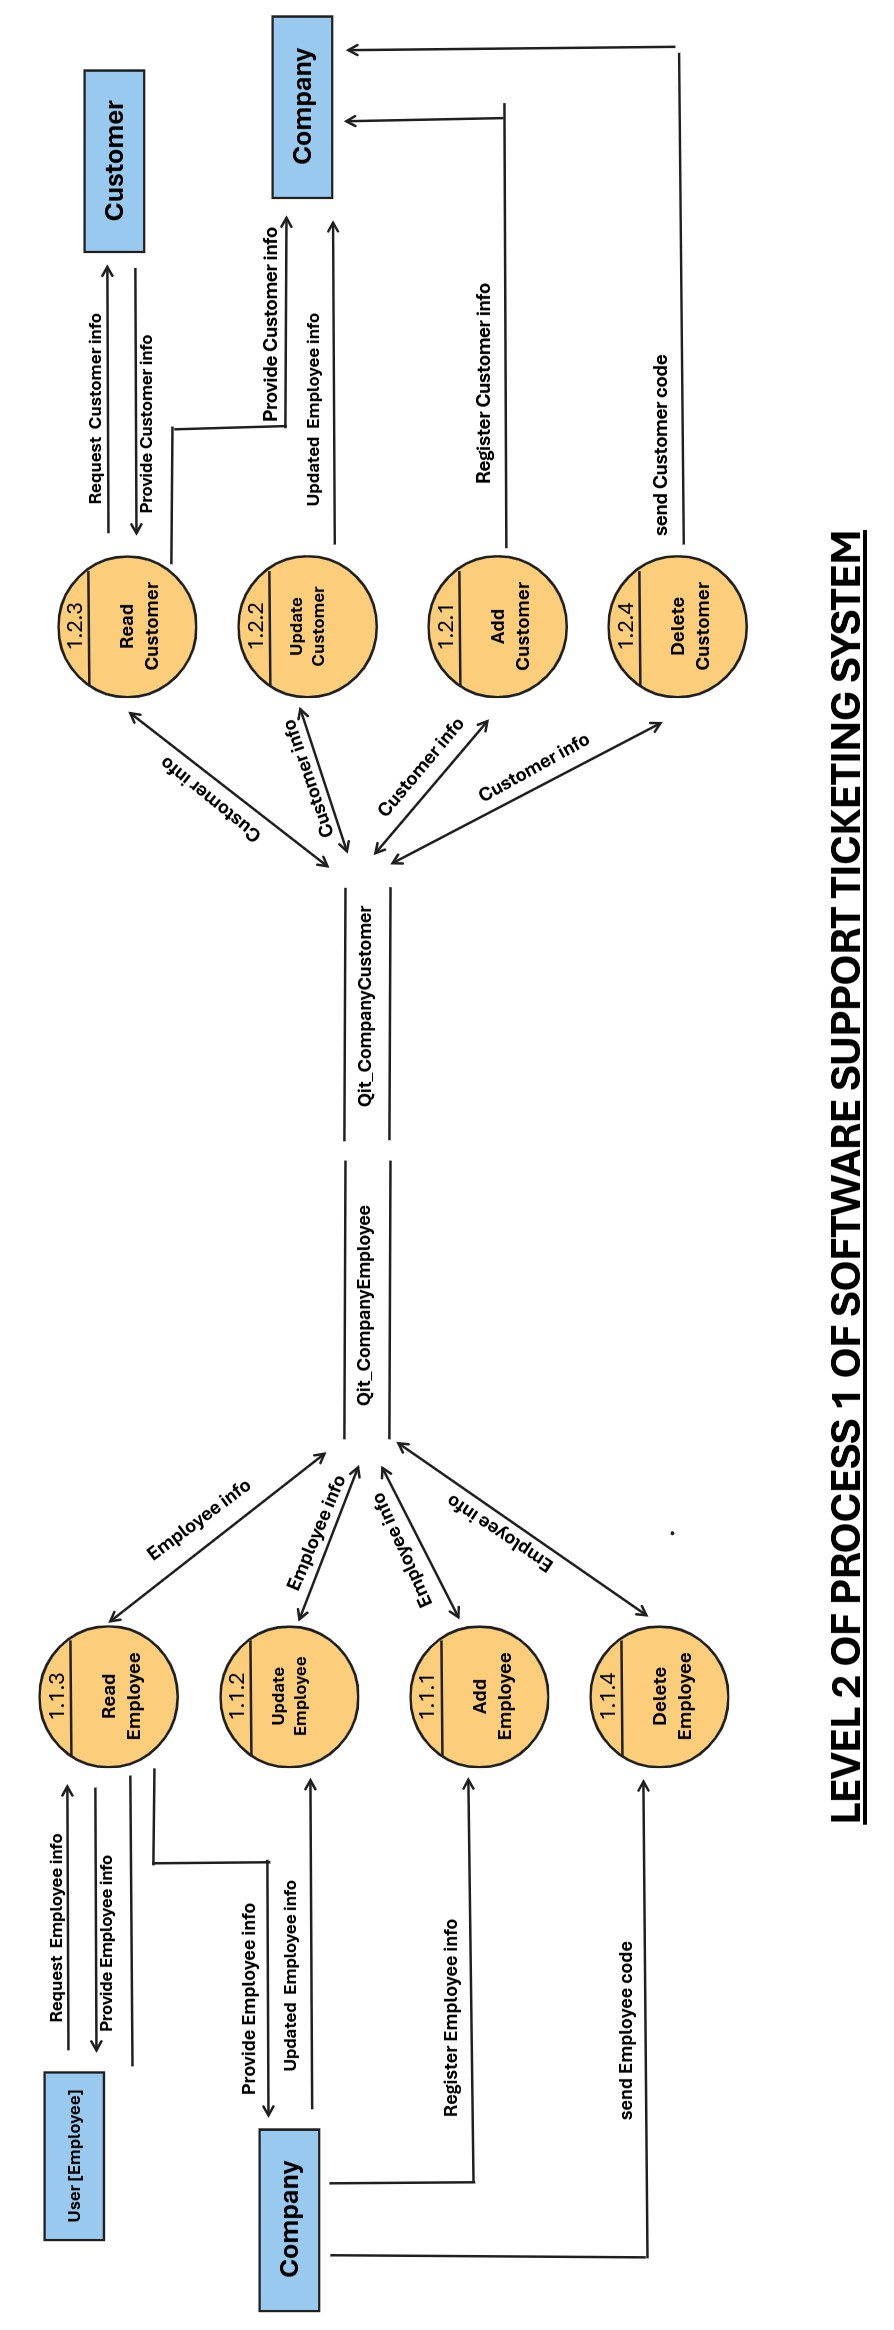 User [Employee]
Request  Employee info
Provide Employee info
1.1.3
Read
Employee
Employee info
Company
Provide Employee info
Updated  Employee info
1.1.2
Update
Employee
Employee info
Register Employee info
1.1.1
Add
Employee
Employee info
send Employee code
1.1.4
Delete
Employee
Employee info
Qit_CompanyEmployee
Qit_CompanyCustomer
Customer info
1.2.3
Read
Customer
Request  Customer info
Provide Customer info
Customer
Customer info
1.2.2
Update
Customer
Provide Customer info
Updated  Employee info
Company
Customer info
1.2.1
Add
Customer
Register Customer info
Customer info
1.2.4
Delete
Customer
send Customer code
LEVEL 2 OF PROCESS 1 OF SOFTWARE SUPPORT TICKETING SYSTEM